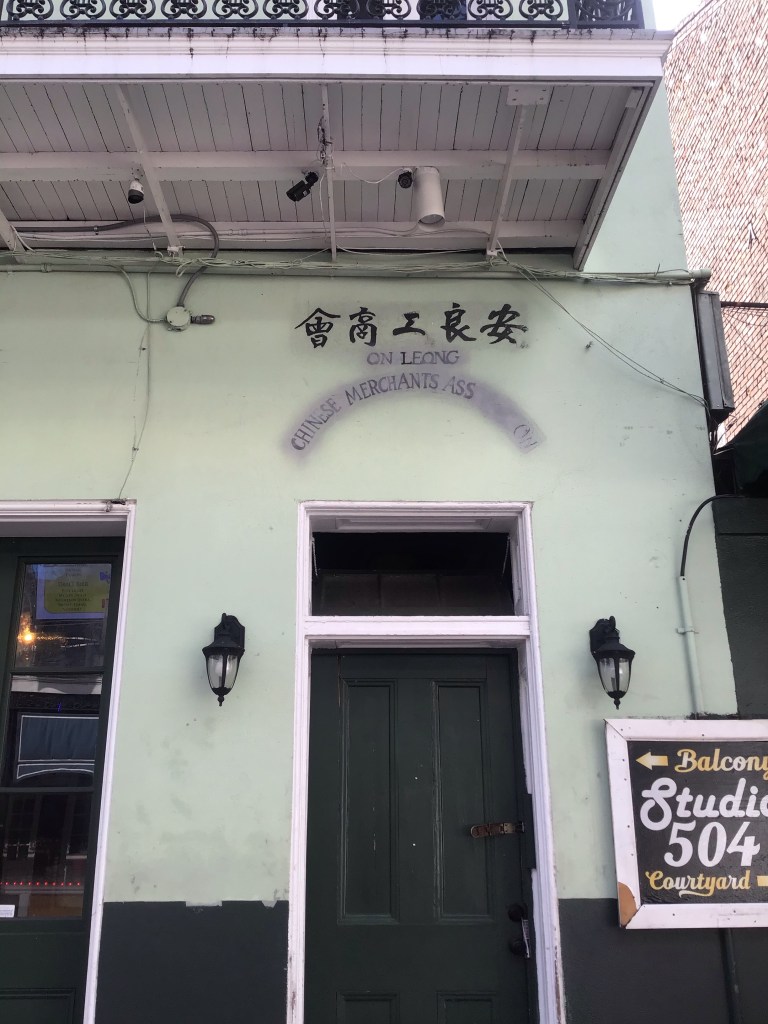 安良工商會
ON LEONG
CHINESE MERCHANTS ASS ON
Balcony
Studio
504
Courtyard